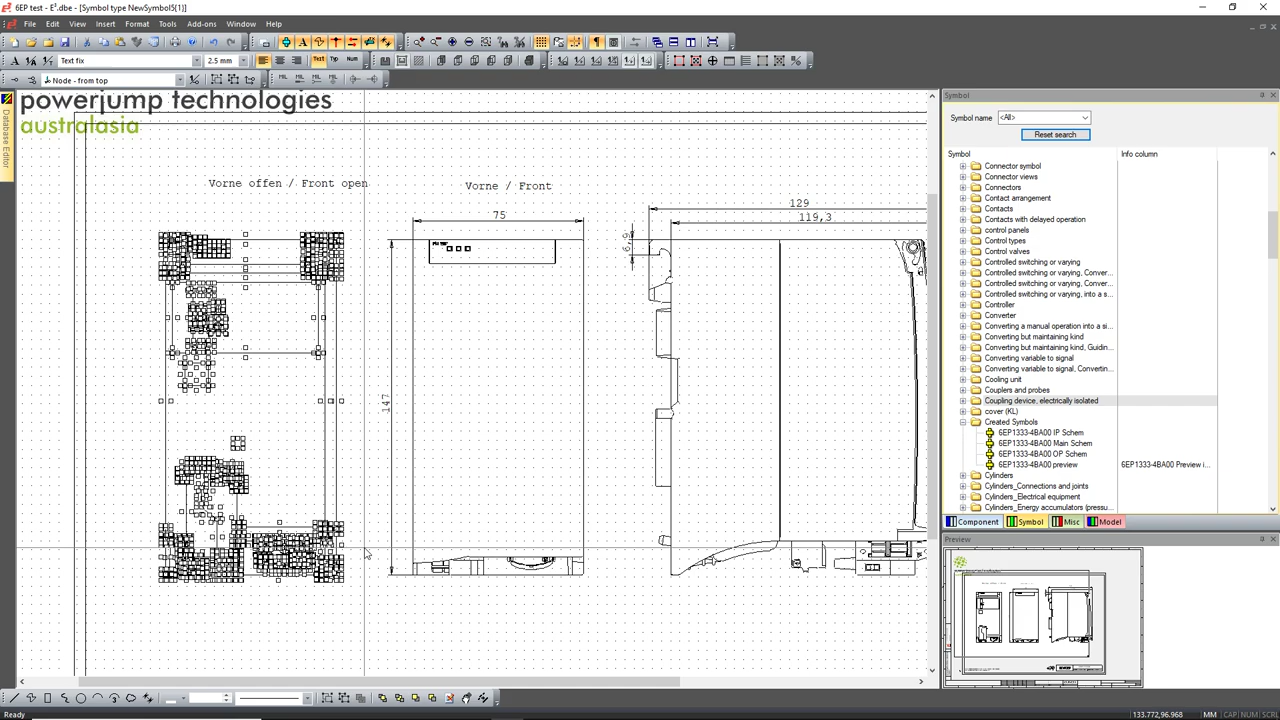 6EP test - E³.dbe - [Symbol type NewSymbol5(1)]
File Edit View Insert Format Tools Add-ons Window Help
Text fix 2.5 mm Text Typ Num
Node - from top
Database Editor
powerjump technologies
australasia
Vorne offen / Front open
Vorne / Front
75
129
119,3
6,9
147
Symbol
Symbol name <All>
Reset search
Symbol Info column
Connector symbol
Connector views
Connectors
Contact arrangement
Contacts
Contacts with delayed operation
control panels
Control types
Control valves
Controlled switching or varying
Controlled switching or varying, Conver...
Controlled switching or varying, Conver...
Controlled switching or varying, into a s...
Controller
Converter
Converting a manual operation into a si...
Converting but maintaining kind
Converting but maintaining kind, Guidin...
Converting variable to signal
Converting variable to signal, Convertin...
Cooling unit
Couplers and probes
Coupling device, electrically isolated
cover (KL)
Created Symbols
6EP1333-4BA00 IP Schem
6EP1333-4BA00 Main Schem
6EP1333-4BA00 OP Schem
6EP1333-4BA00 preview 6EP1333-4BA00 Preview i...
Cylinders
Cylinders_Connections and joints
Cylinders_Electrical equipment
Cylinders_Energy accumulators (pressu...
Component Symbol Misc Model
Preview
Ready
133.772,96.968 MM CAP NUM SCRL